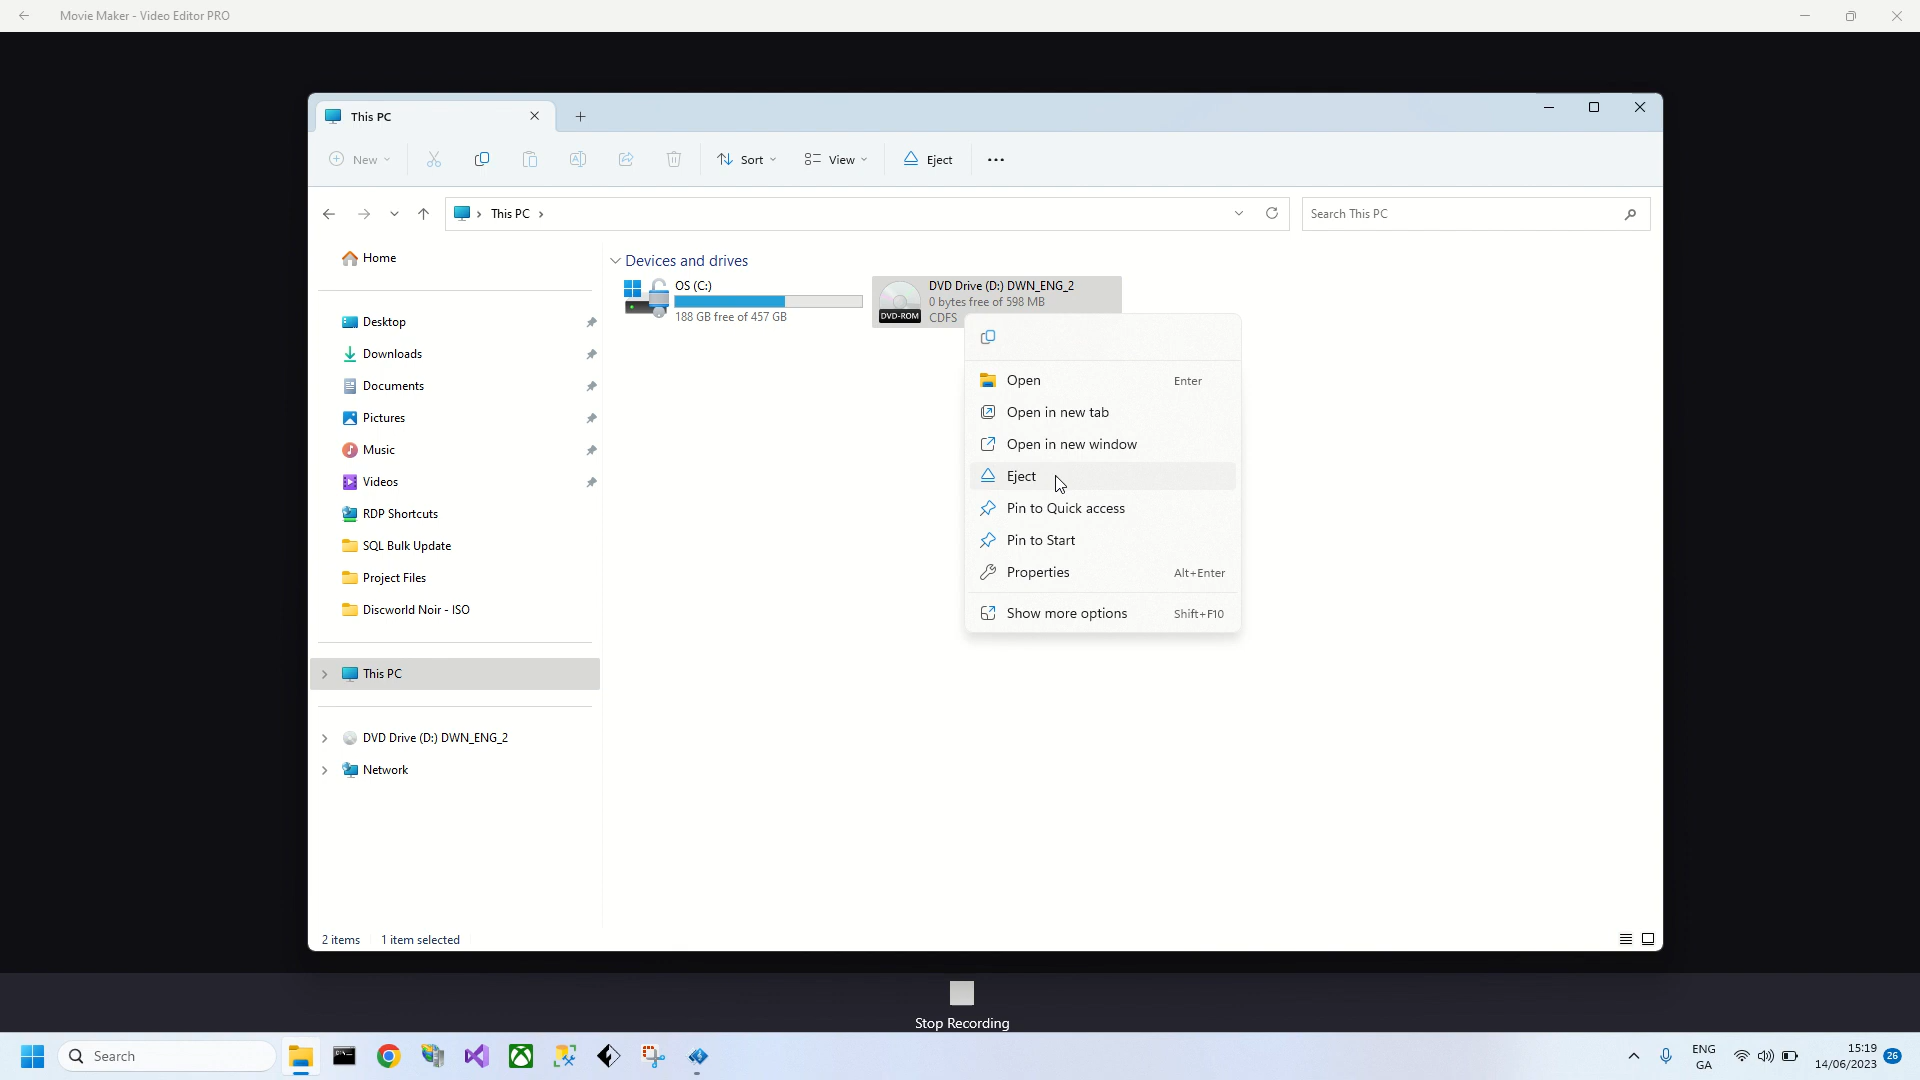 Movie Maker - Video Editor PRO
This PC
New
Sort
View
Eject
This PC
Search This PC
Home
Desktop
Downloads
Documents
Pictures
Music
Videos
RDP Shortcuts
SQL Bulk Update
Project Files
Discworld Noir - ISO
This PC
DVD Drive (D:) DWN_ENG_2
Network
Devices and drives
OS (C:)
188 GB free of 457 GB
DVD Drive (D:) DWN_ENG_2
0 bytes free of 598 MB
CDFS
DVD-ROM
Open Enter
Open in new tab
Open in new window
Eject
Pin to Quick access
Pin to Start
Properties Alt+Enter
Show more options Shift+F10
2 items 1 item selected
Stop Recording
Search
ENG
GA
15:19
14/06/2023
26